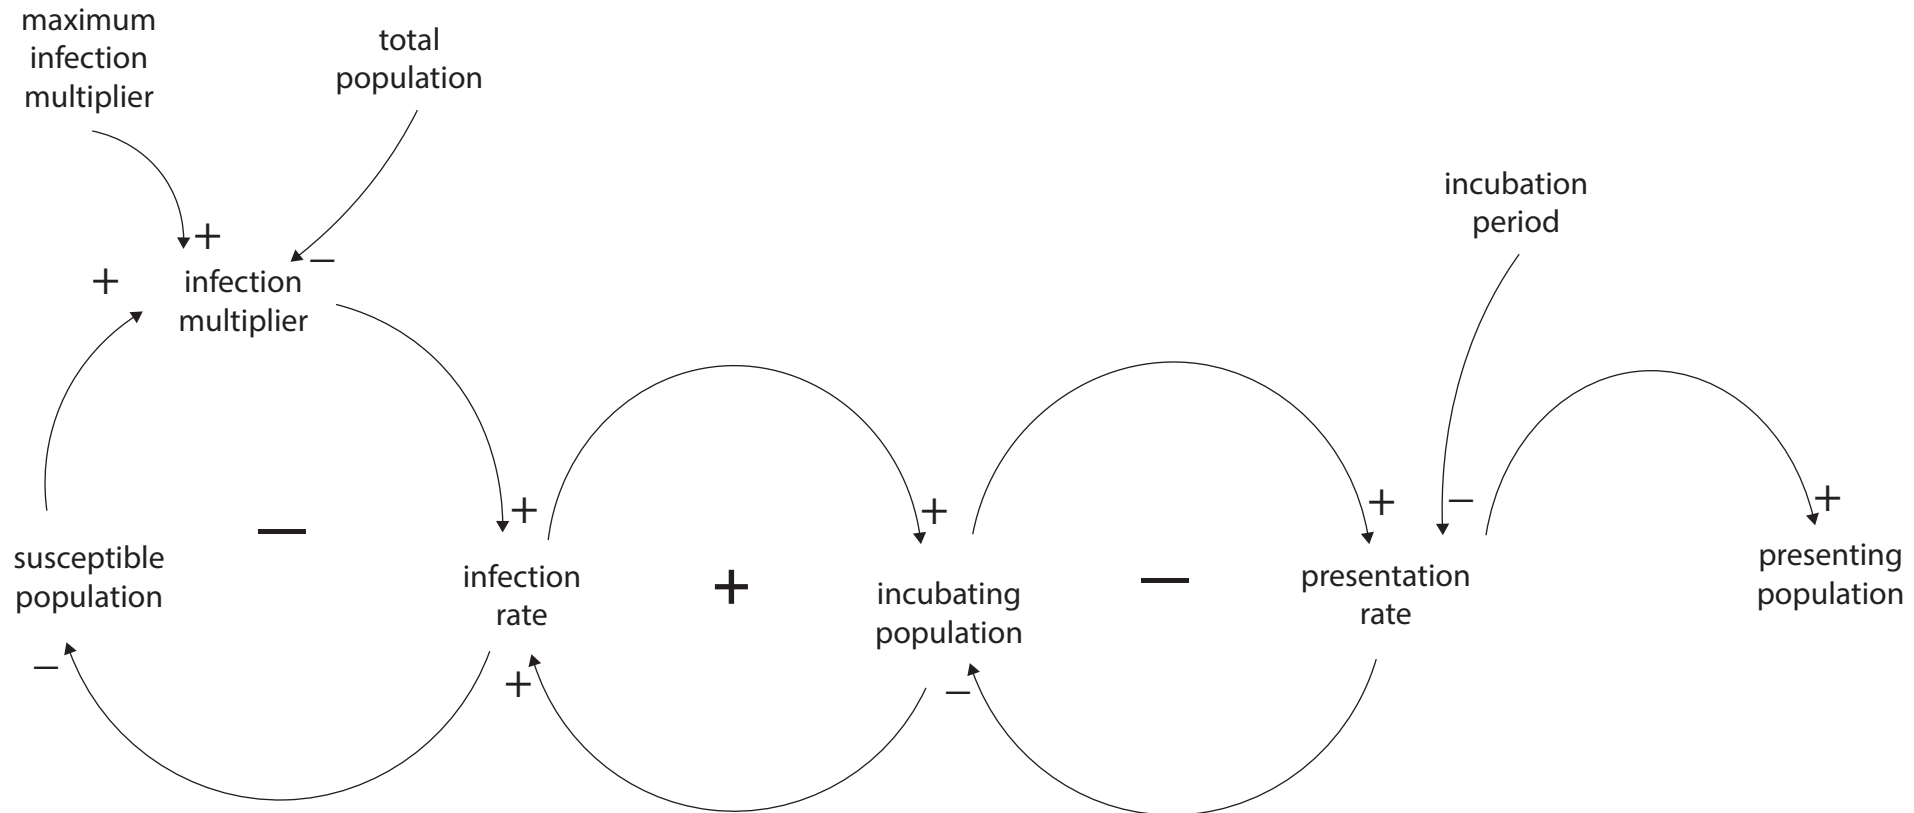 maximum
infection
multiplier
total
population
incubation
period
+
−
+
infection
multiplier
+
+
+
−
+
−
susceptible
population
infection
rate
+
incubating
population
−
presentation
rate
presenting
population
−
+
−